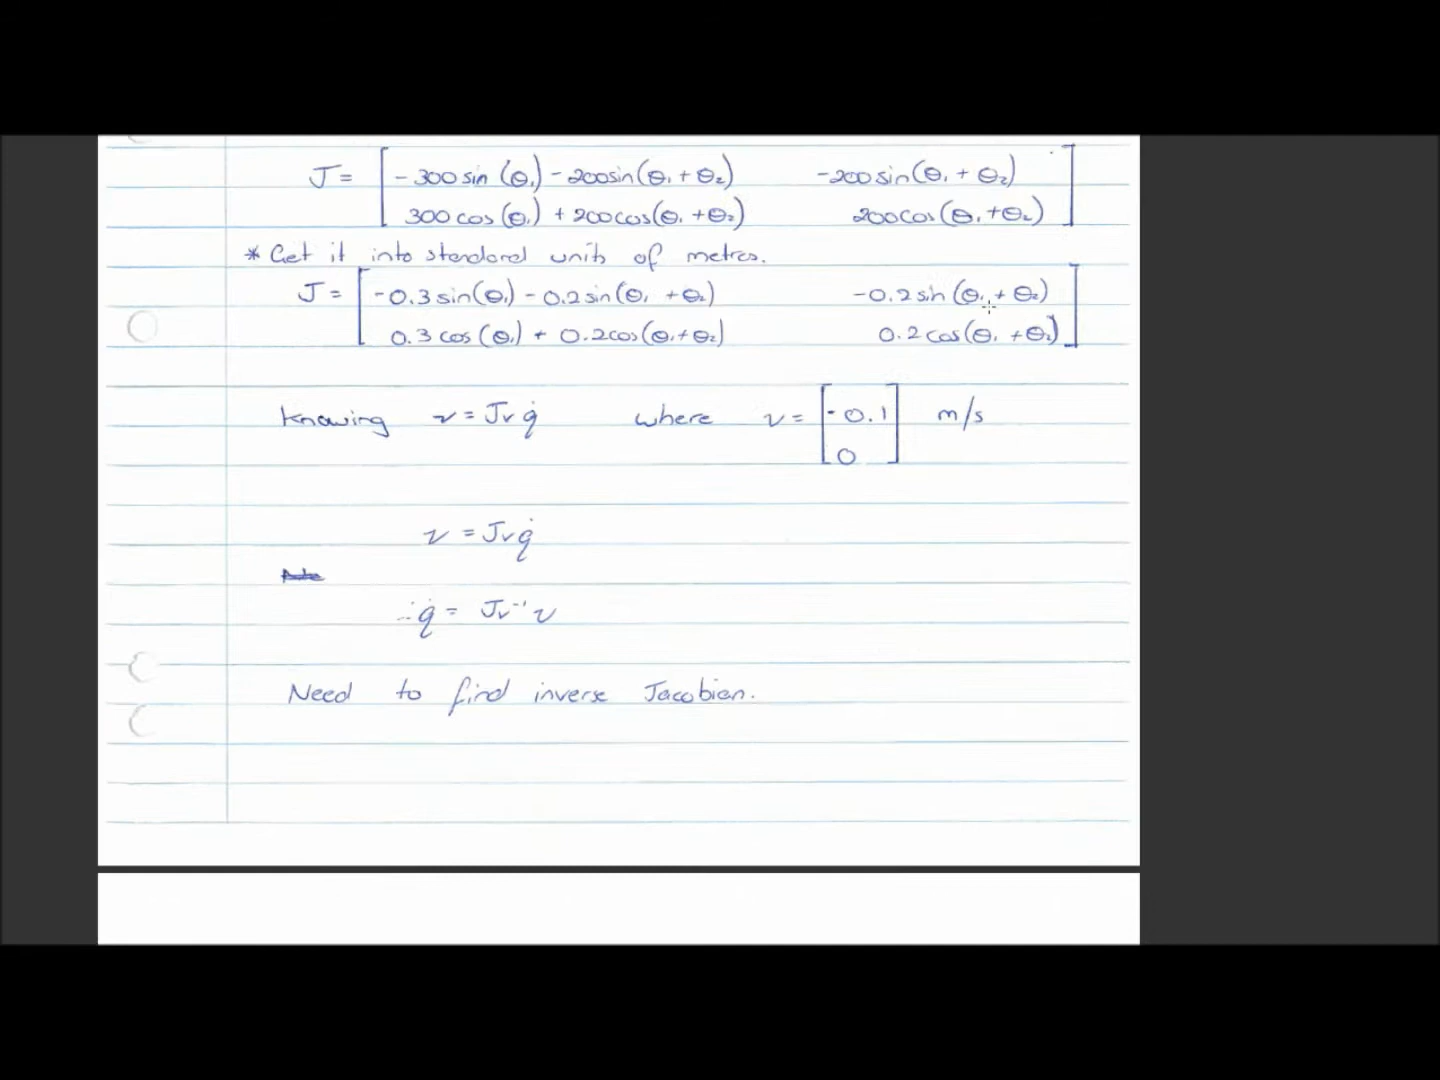 J = [ -300 sin (θ₁) - 200sin(θ₁ + θ₂) -200sin(θ₁ + θ₂)
300 cos (θ₁) + 200cos(θ₁ + θ₂) 200cos(θ₁ + θ₂) ]
* Get it into standard units of metres.
J = [ -0.3 sin(θ₁) - 0.2 sin(θ₁ + θ₂) -0.2 sin (θ₁ + θ₂)
0.3 cos (θ₁) + 0.2cos(θ₁ + θ₂) 0.2 cos(θ₁ + θ₂) ]
Knowing v = Jv q̇ where v = [ -0.1 m/s
0 ]
v = Jv q̇
∴ q̇ = Jv⁻¹ v
Need to find inverse Jacobian.